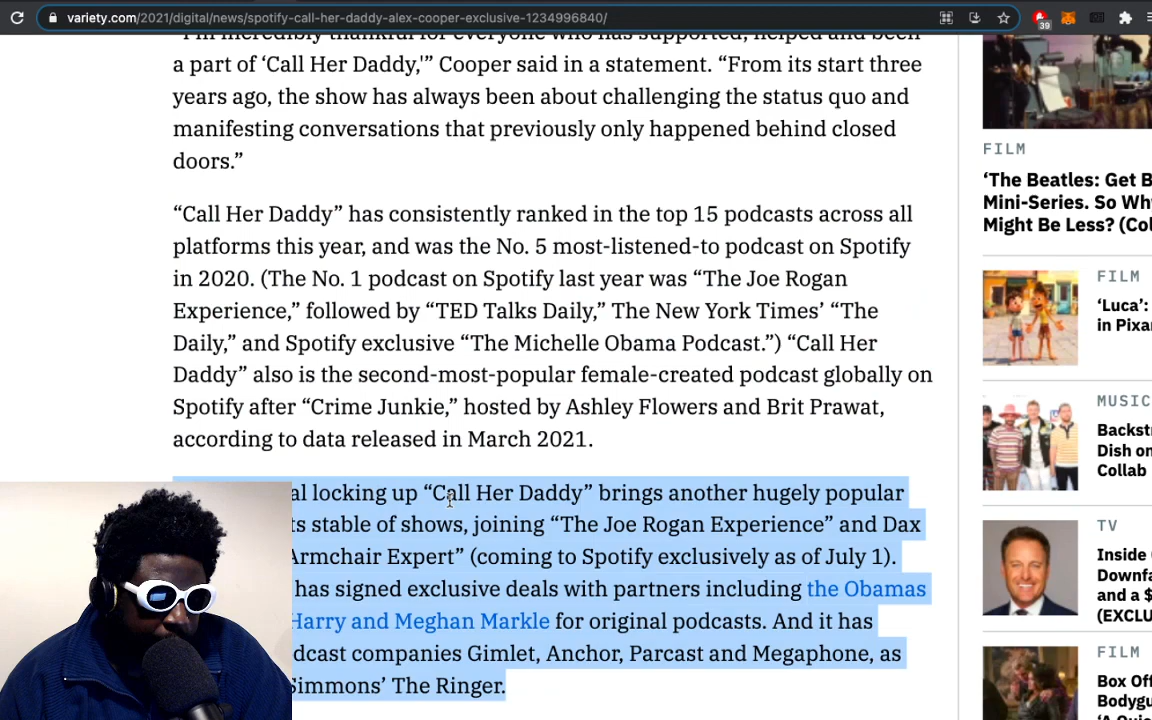 variety.com/2021/digital/news/spotify-call-her-daddy-alex-cooper-exclusive-1234996840/
39
"I'm incredibly thankful for everyone who has supported, helped and been
a part of ‘Call Her Daddy,'” Cooper said in a statement. “From its start three
years ago, the show has always been about challenging the status quo and
manifesting conversations that previously only happened behind closed
doors.”
“Call Her Daddy” has consistently ranked in the top 15 podcasts across all
platforms this year, and was the No. 5 most-listened-to podcast on Spotify
in 2020. (The No. 1 podcast on Spotify last year was “The Joe Rogan
Experience,” followed by “TED Talks Daily,” The New York Times’ “The
Daily,” and Spotify exclusive “The Michelle Obama Podcast.”) “Call Her
Daddy” also is the second-most-popular female-created podcast globally on
Spotify after “Crime Junkie,” hosted by Ashley Flowers and Brit Prawat,
according to data released in March 2021.
al locking up “Call Her Daddy” brings another hugely popular
ts stable of shows, joining “The Joe Rogan Experience” and Dax
Armchair Expert” (coming to Spotify exclusively as of July 1).
has signed exclusive deals with partners including the Obamas
Harry and Meghan Markle for original podcasts. And it has
dcast companies Gimlet, Anchor, Parcast and Megaphone, as
Simmons’ The Ringer.
FILM
‘The Beatles: Get B
Mini-Series. So Wh
Might Be Less? (Col
FILM
‘Luca’:
in Pixa
MUSIC
Backst
Dish on
Collab
TV
Inside
Downfa
and a $
(EXCLU
FILM
Box Off
Bodygu
‘A Quie